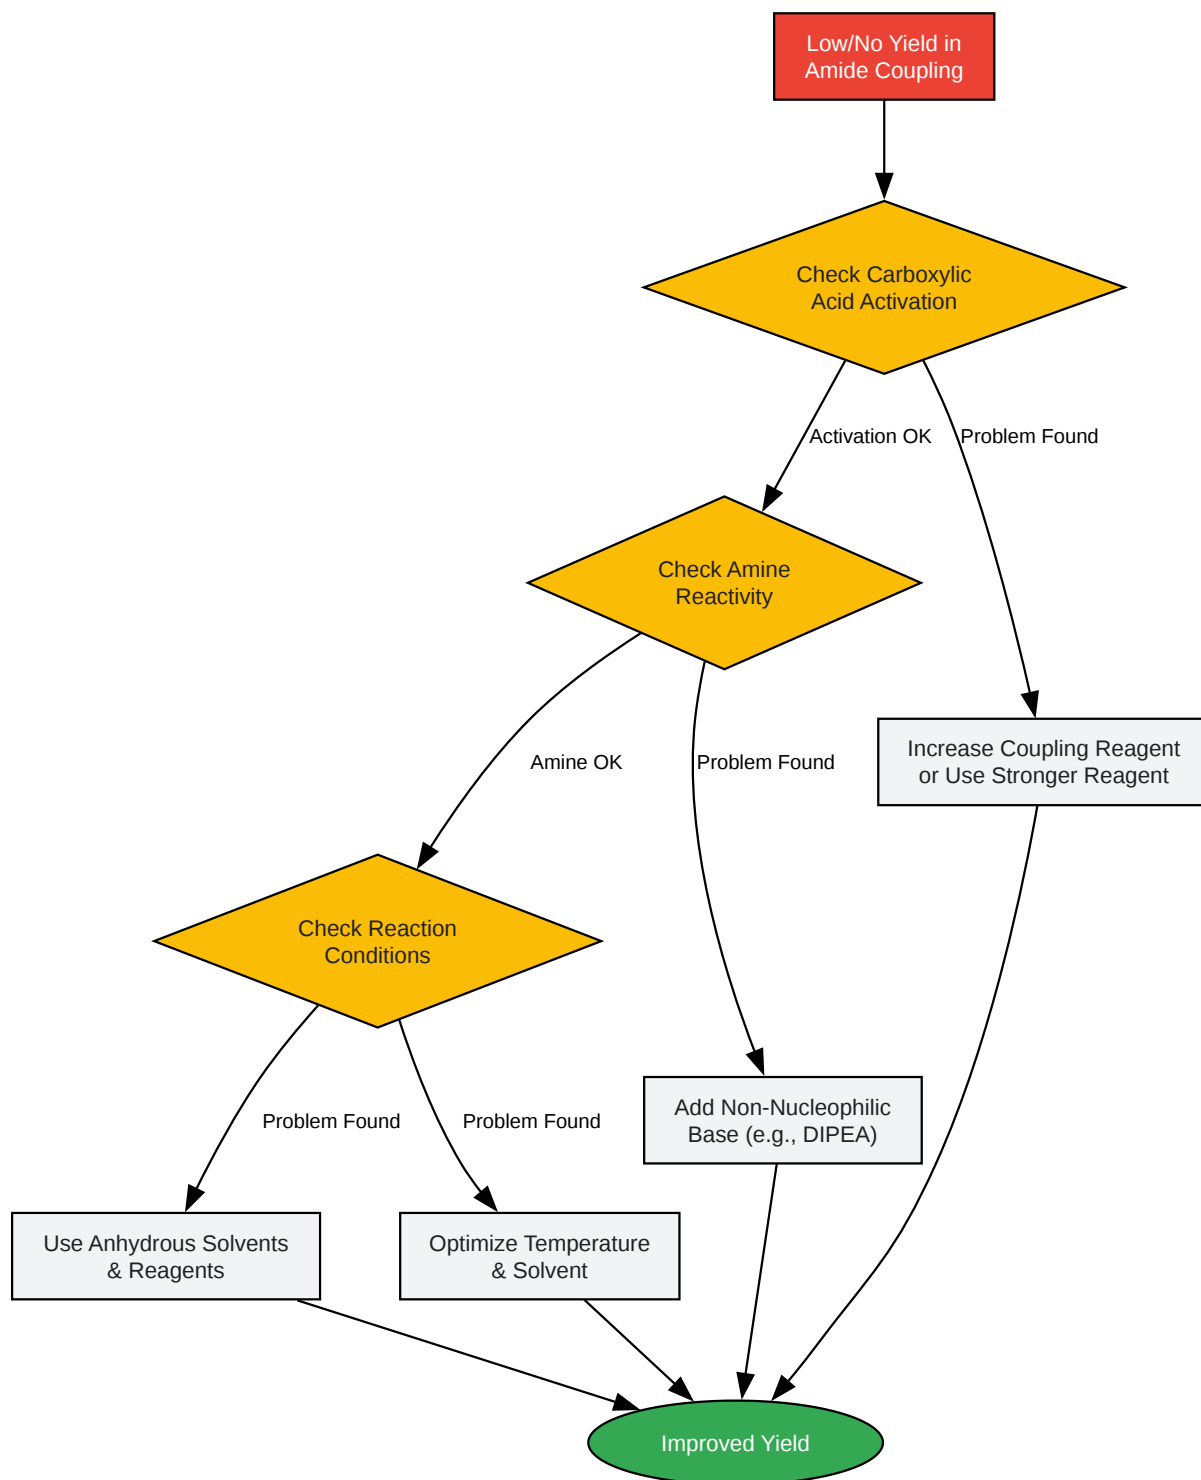 Low/No Yield in
Amide Coupling
Check Carboxylic
Acid Activation
Activation OK
Problem Found
Check Amine
Reactivity
Amine OK
Problem Found
Increase Coupling Reagent
or Use Stronger Reagent
Check Reaction
Conditions
Problem Found
Problem Found
Add Non-Nucleophilic
Base (e.g., DIPEA)
Use Anhydrous Solvents
& Reagents
Optimize Temperature
& Solvent
Improved Yield